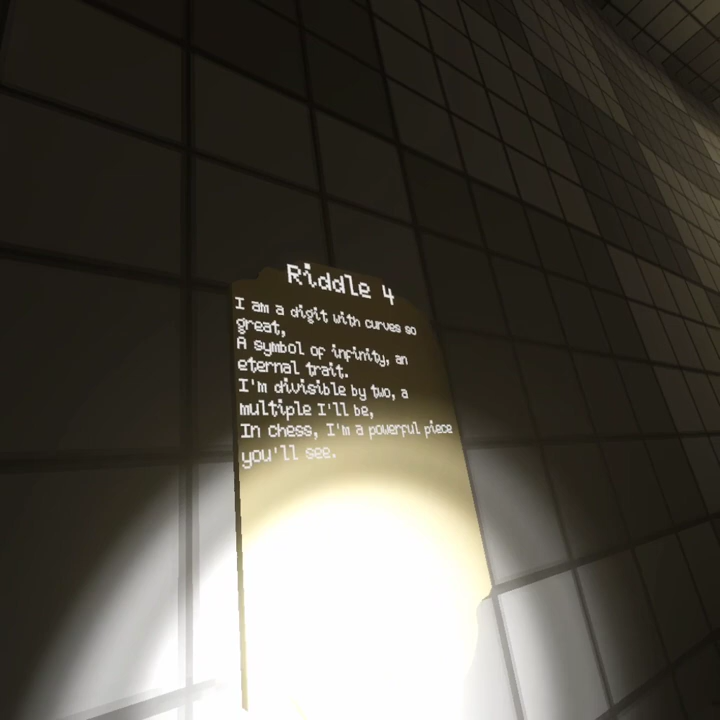 Riddle 4
I am a digit with curves so
great,
A symbol of infinity, an
eternal trait.
I'm divisible by two, a
multiple I'll be,
In chess, I'm a powerful piece
you'll see.